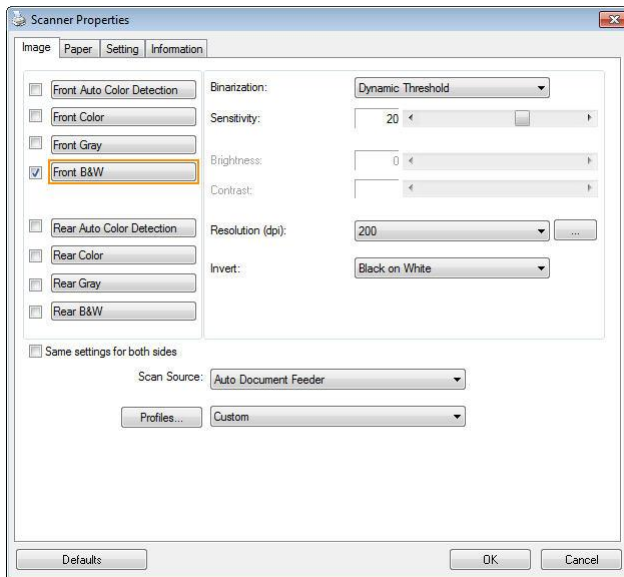 Scanner Properties
Image Paper Setting Information
Front Auto Color Detection
Front Color
Front Gray
Front B&W
Rear Auto Color Detection
Rear Color
Rear Gray
Rear B&W
Binarization: Dynamic Threshold
Sensitivity: 20
Brightness: 0
Contrast:
Resolution (dpi): 200 ...
Invert: Black on White
Same settings for both sides
Scan Source: Auto Document Feeder
Profiles... Custom
Defaults OK Cancel